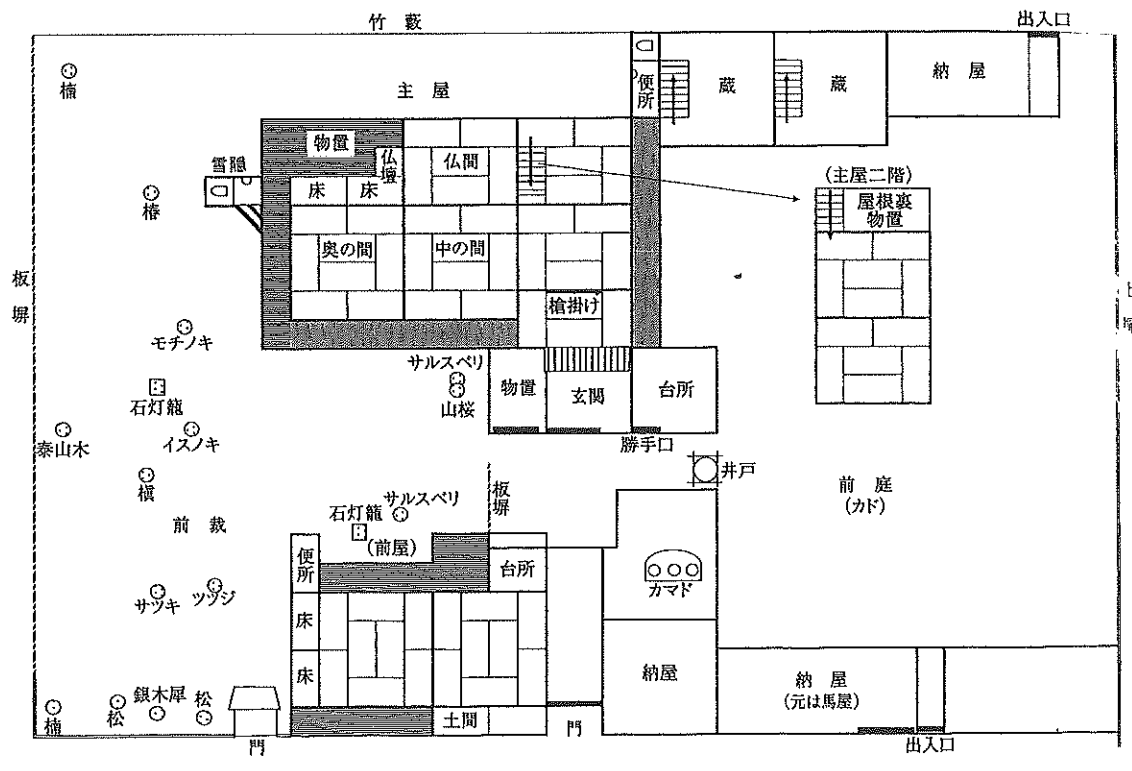 竹藪
出入口
楠
主屋
便所
蔵
蔵
納屋
物置
仏壇
仏間
雪隠
床
床
(主屋二階)
屋根裏
物置
椿
奥の間
中の間
板塀
槍掛け
モチノキ
サルスベリ
山桜
物置
玄関
台所
石灯籠
泰山木
イスノキ
勝手口
井戸
槇
板塀
前庭
(カド)
前裁
石灯籠
サルスベリ
(前屋)
便所
台所
カマド
サツキ
ツツジ
床
床
納屋
納屋
(元は馬屋)
楠
松
銀木犀
松
土間
門
門
出入口